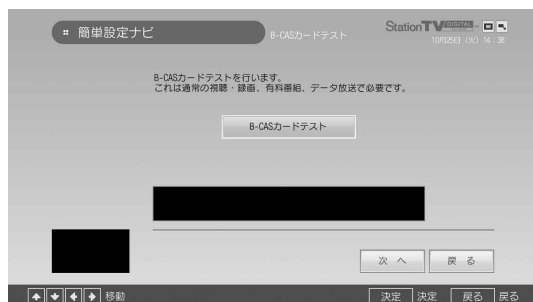 簡単設定ナビ
B-CASカードテスト
StationTV DIGITAL
10月25日 (火) 14:38
B-CASカードテストを行います。
これは通常の視聴・録画、有料番組、データ放送で必要です。
B-CASカードテスト
次 へ
戻 る
移動
決定 決定
戻る 戻る